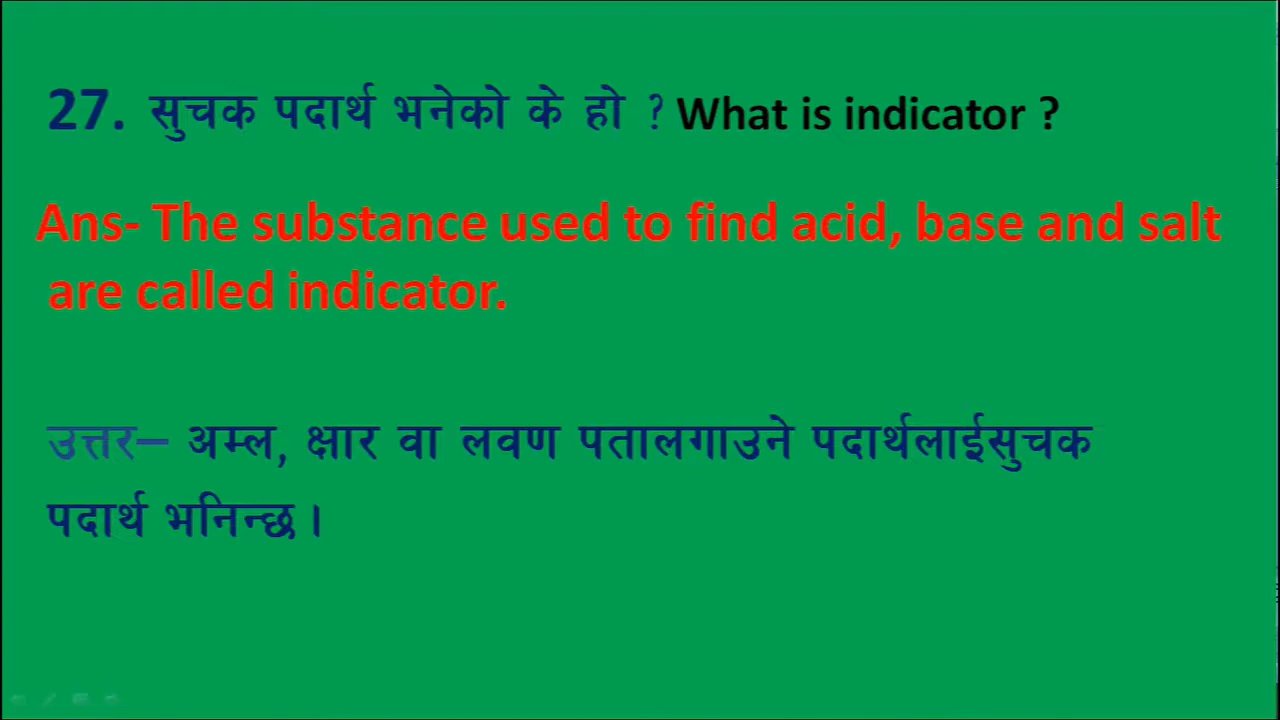 27. सुचक पदार्थ भनेको के हो ? What is indicator ?
Ans- The substance used to find acid, base and salt
are called indicator.
उत्तर– अम्ल, क्षार वा लवण पतालगाउने पदार्थलाईसुचक
पदार्थ भनिन्छ ।